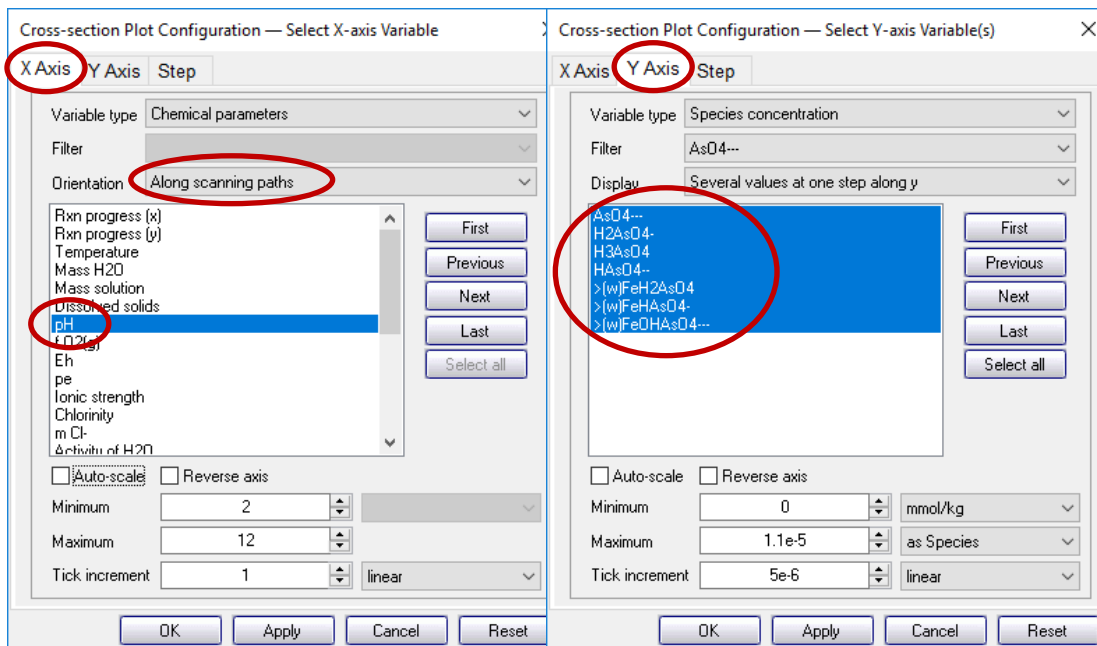 Cross-section Plot Configuration — Select X-axis Variable
X Axis Y Axis Step
Variable type Chemical parameters
Filter
Orientation Along scanning paths
Rxn progress (x)
Rxn progress (y)
Temperature
Mass H2O
Mass solution
Dissolved solids
pH
f O2(g)
Eh
pe
Ionic strength
Chlorinity
m Cl-
Activity of H2O
First
Previous
Next
Last
Select all
Auto-scale Reverse axis
Minimum 2
Maximum 12
Tick increment 1 linear
OK Apply Cancel Reset
Cross-section Plot Configuration — Select Y-axis Variable(s)
X Axis Y Axis Step
Variable type Species concentration
Filter AsO4---
Display Several values at one step along y
AsO4---
H2AsO4-
H3AsO4
HAsO4--
>(w)FeH2AsO4
>(w)FeHAsO4-
>(w)FeOHAsO4---
First
Previous
Next
Last
Select all
Auto-scale Reverse axis
Minimum 0 mmol/kg
Maximum 1.1e-5 as Species
Tick increment 5e-6 linear
OK Apply Cancel Reset